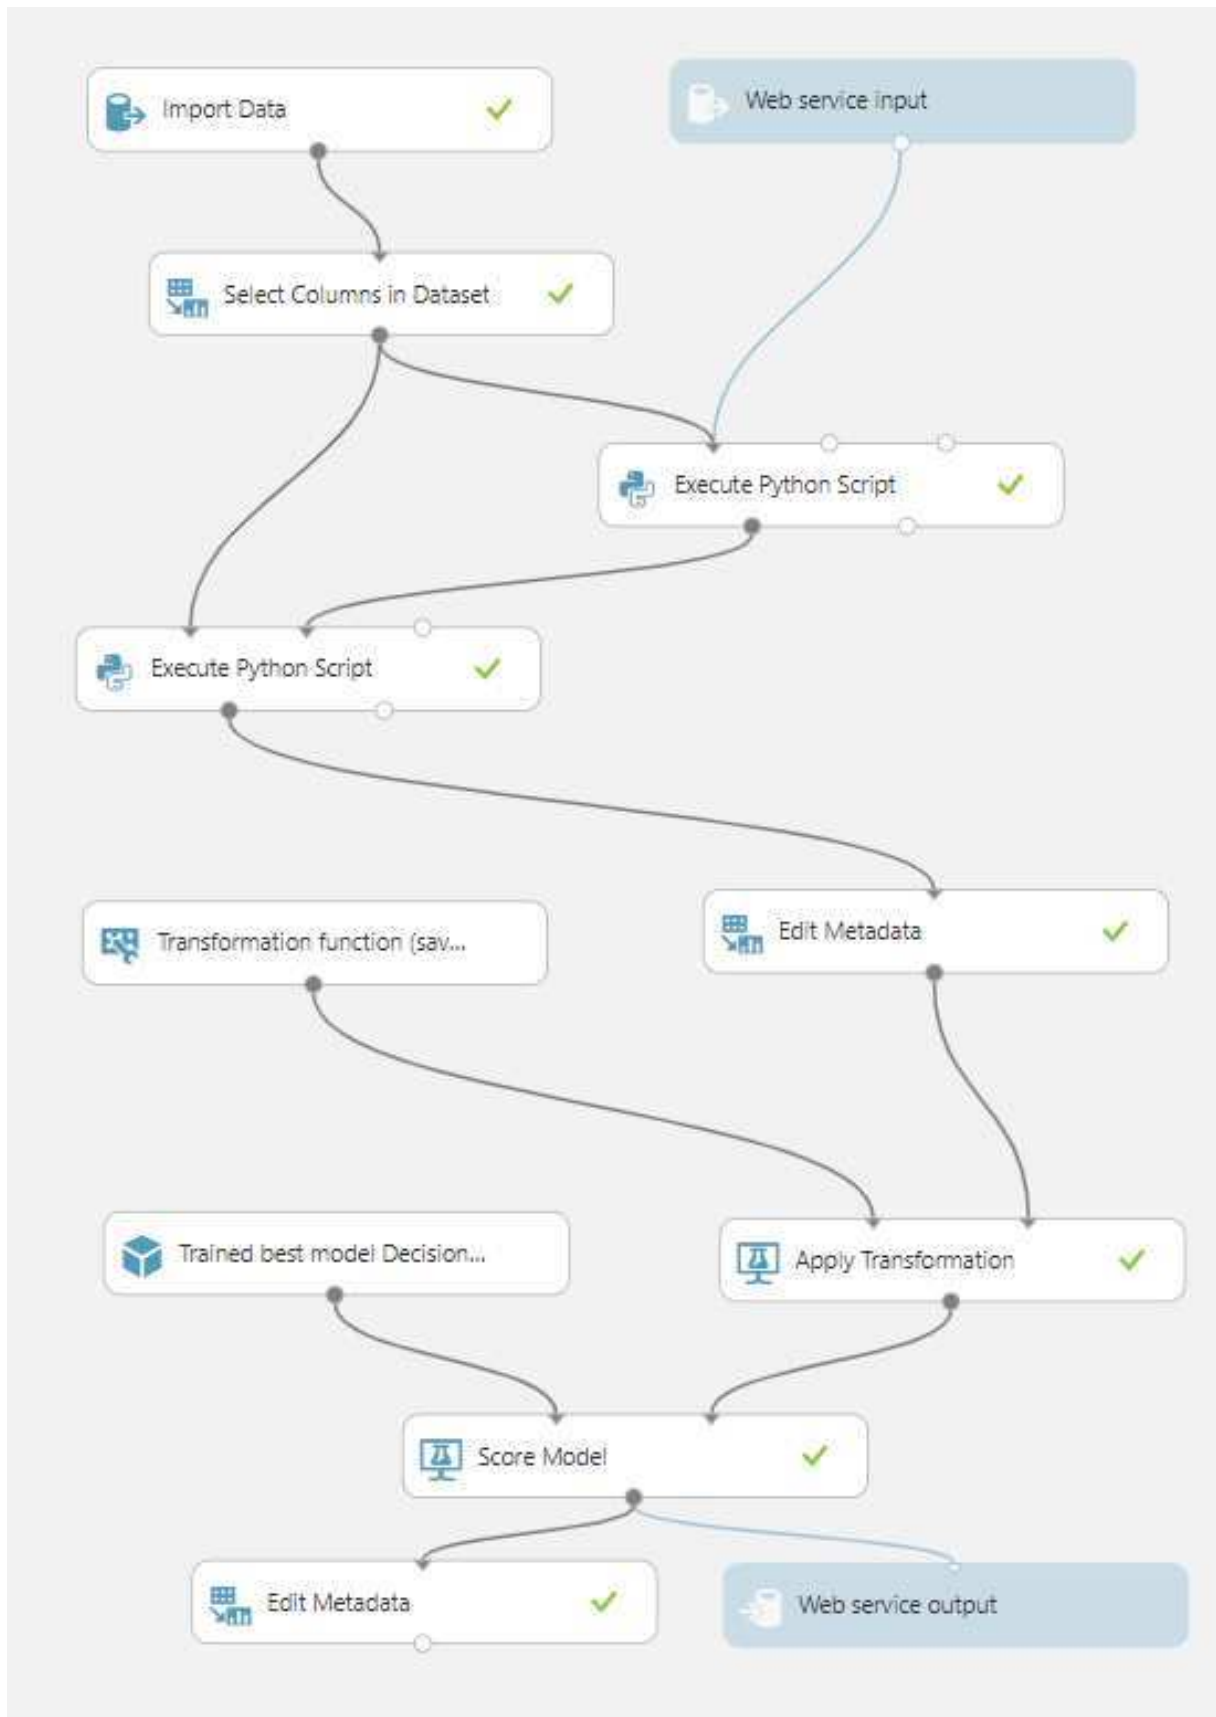 Import Data
Web service input
Select Columns in Dataset
Execute Python Script
Execute Python Script
Transformation function (sav...
Edit Metadata
Trained best model Decision...
Apply Transformation
Score Model
Edit Metadata
Web service output